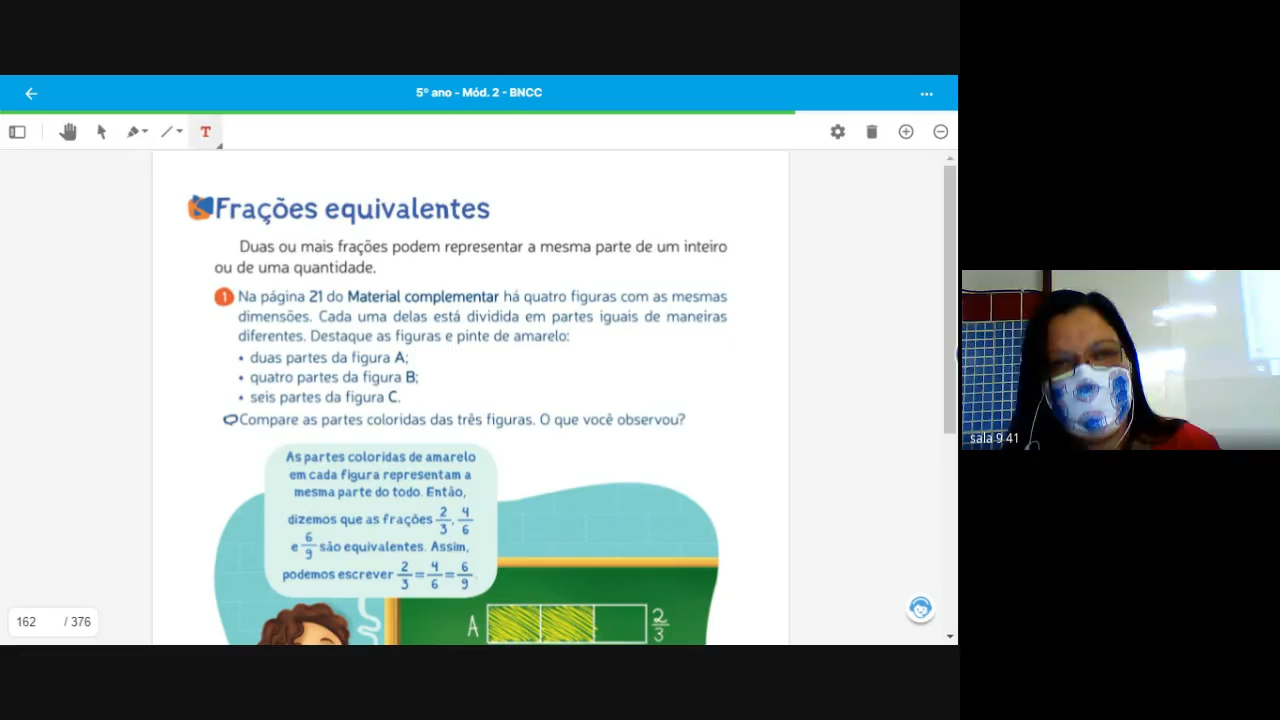 5º ano - Mód. 2 - BNCC
T
Frações equivalentes
Duas ou mais frações podem representar a mesma parte de um inteiro
ou de uma quantidade.
1 Na página 21 do Material complementar há quatro figuras com as mesmas
dimensões. Cada uma delas está dividida em partes iguais de maneiras
diferentes. Destaque as figuras e pinte de amarelo:
• duas partes da figura A;
• quatro partes da figura B;
• seis partes da figura C.
Compare as partes coloridas das três figuras. O que você observou?
As partes coloridas de amarelo
em cada figura representam a
mesma parte do todo. Então,
dizemos que as frações 2/3, 4/6
e 6/9 são equivalentes. Assim,
podemos escrever 2/3 = 4/6 = 6/9.
A 2/3
162 / 376
sala 9 41